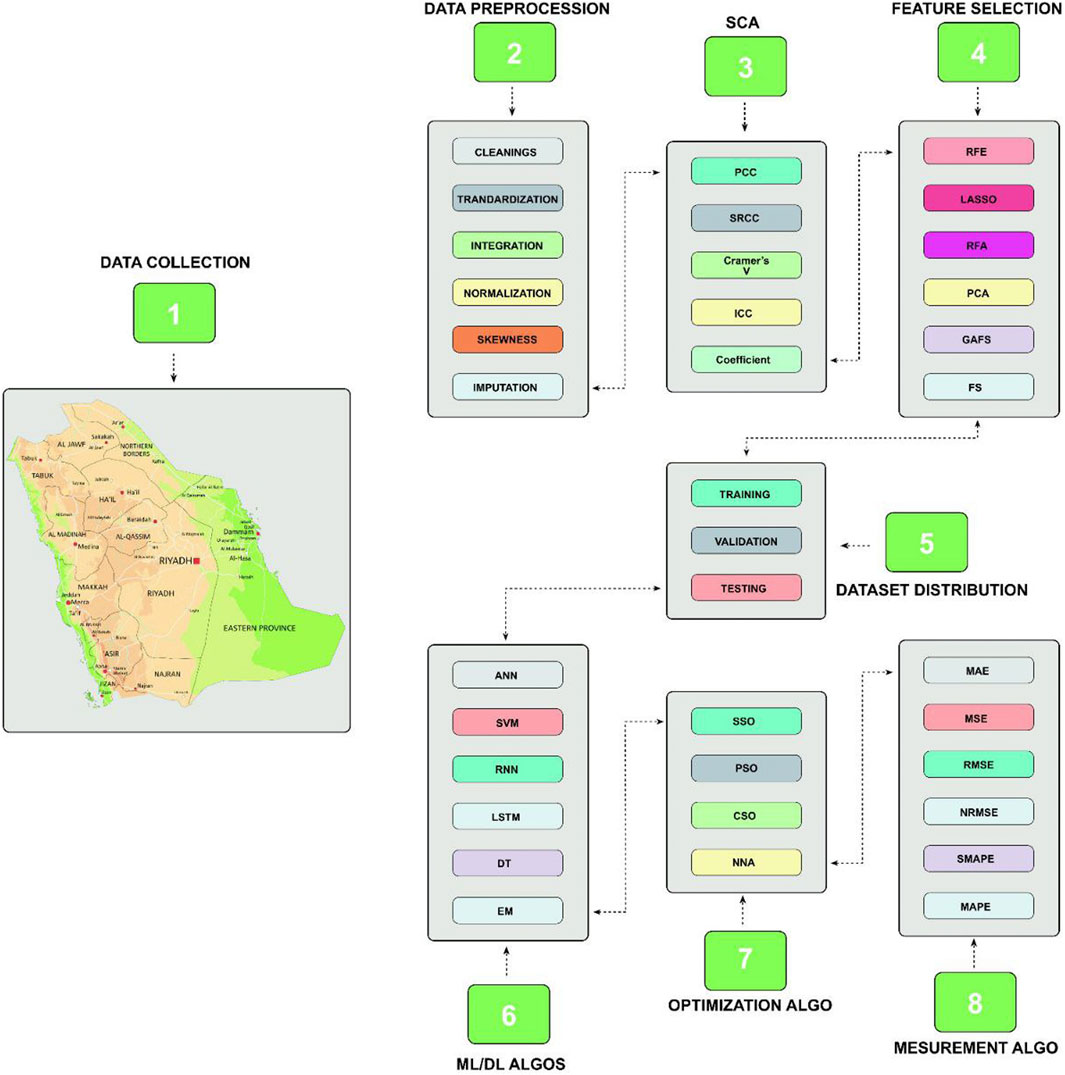 DATA COLLECTION
1
AL JAWF
Sakakah
NORTHERN
BORDERS
Tabuk
TABUK
HA'IL
Ha'il
Buraidah
AL-QASSIM
AL MADINAH
Medina
RIYADH
Dammam
Al-Hasa
MAKKAH
Jeddah
Mecca
Ta'if
RIYADH
EASTERN PROVINCE
ASIR
NAJRAN
Najran
JIZAN
DATA PREPROCESSION
2
CLEANINGS
TRANDARDIZATION
INTEGRATION
NORMALIZATION
SKEWNESS
IMPUTATION
SCA
3
PCC
SRCC
Cramer's
V
ICC
Coefficient
FEATURE SELECTION
4
RFE
LASSO
RFA
PCA
GAFS
FS
TRAINING
VALIDATION
TESTING
5
DATASET DISTRIBUTION
ANN
SVM
RNN
LSTM
DT
EM
6
ML/DL ALGOS
SSO
PSO
CSO
NNA
7
OPTIMIZATION ALGO
MAE
MSE
RMSE
NRMSE
SMAPE
MAPE
8
MESUREMENT ALGO